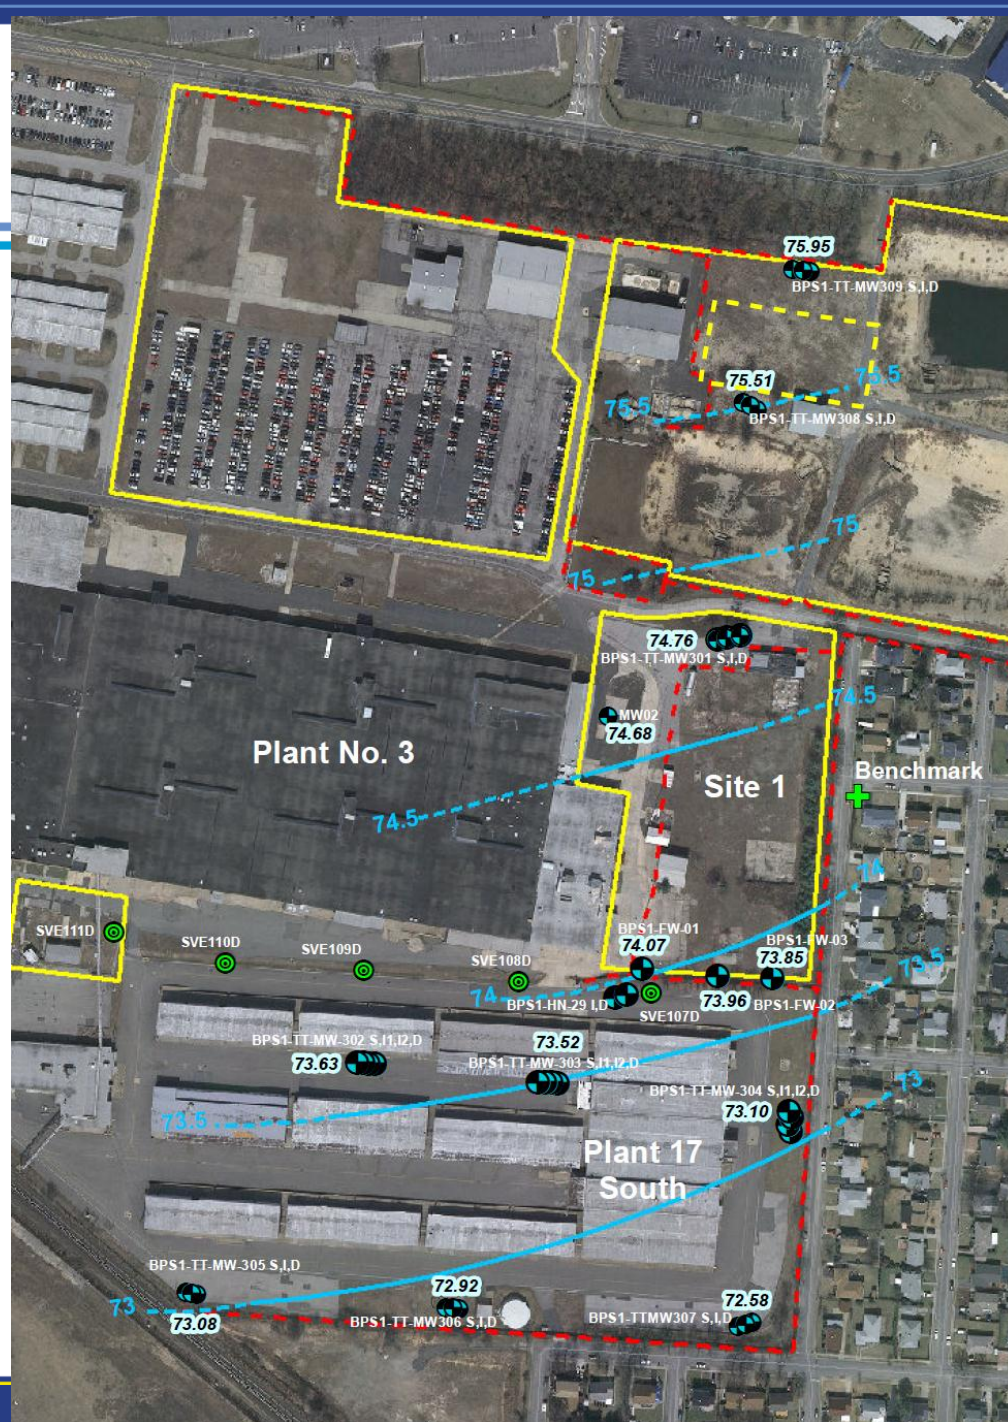 75.95
BPS1-TT-MW309 S,I,D
75.51
75.5
75.5
BPS1-TT-MW308 S,I,D
75
75
74.76
BPS1-TT-MW301 S,I,D
74.5
MW02
74.68
Plant No. 3
Site 1
Benchmark
74.5
74
SVE111D
SVE110D
SVE109D
SVE108D
BPS1-FW-01
74.07
BPS1-FW-03
73.85
73.5
74
BPS1-HN-29 I,D
SVE107D
73.96
BPS1-FW-02
BPS1-TT-MW-302 S,I1,I2,D
73.63
73.52
BPS1-TT-MW-303 S,I1,I2,D
BPS1-TT-MW-304 S,I1,I2,D
73.10
73
73.5
Plant 17
South
BPS1-TT-MW-305 S,I,D
73
73.08
72.92
BPS1-TT-MW306 S,I,D
72.58
BPS1-TTMW307 S,I,D